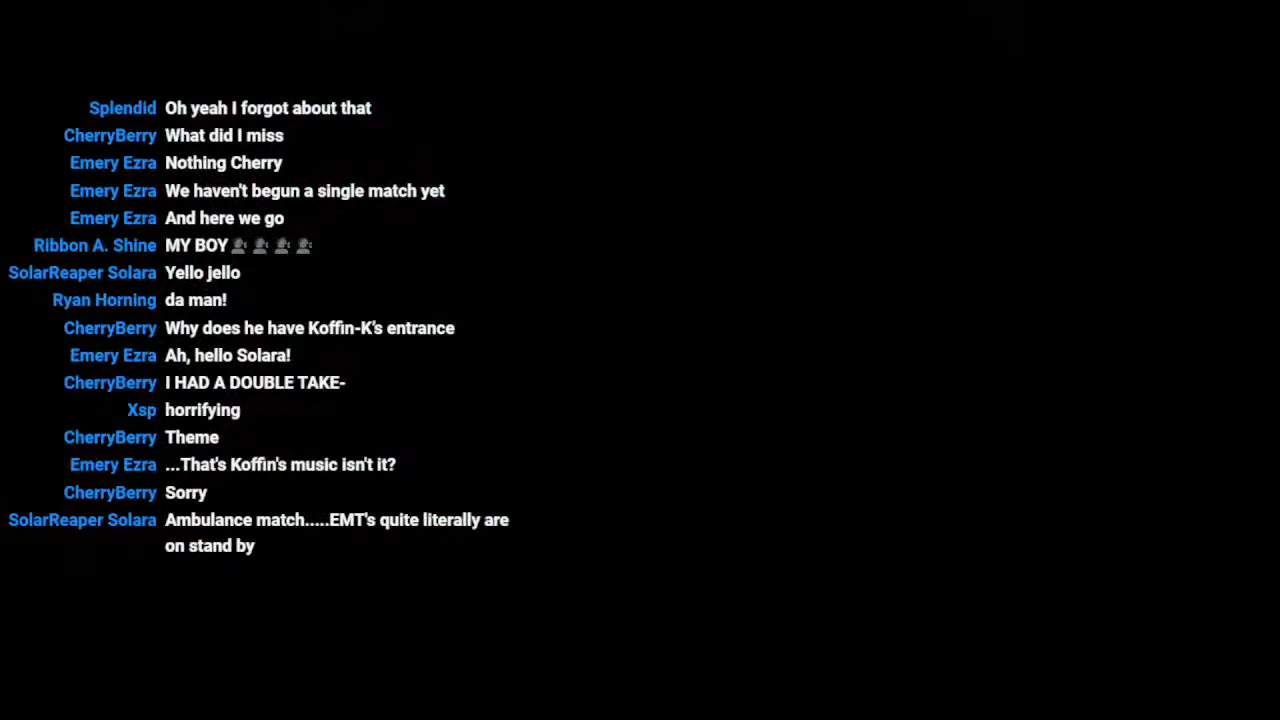 Splendid Oh yeah I forgot about that
CherryBerry What did I miss
Emery Ezra Nothing Cherry
Emery Ezra We haven't begun a single match yet
Emery Ezra And here we go
Ribbon A. Shine MY BOY🗣🗣🗣🗣
SolarReaper Solara Yello jello
Ryan Horning da man!
CherryBerry Why does he have Koffin-K's entrance
Emery Ezra Ah, hello Solara!
CherryBerry I HAD A DOUBLE TAKE-
Xsp horrifying
CherryBerry Theme
Emery Ezra ...That's Koffin's music isn't it?
CherryBerry Sorry
SolarReaper Solara Ambulance match.....EMT's quite literally are
on stand by